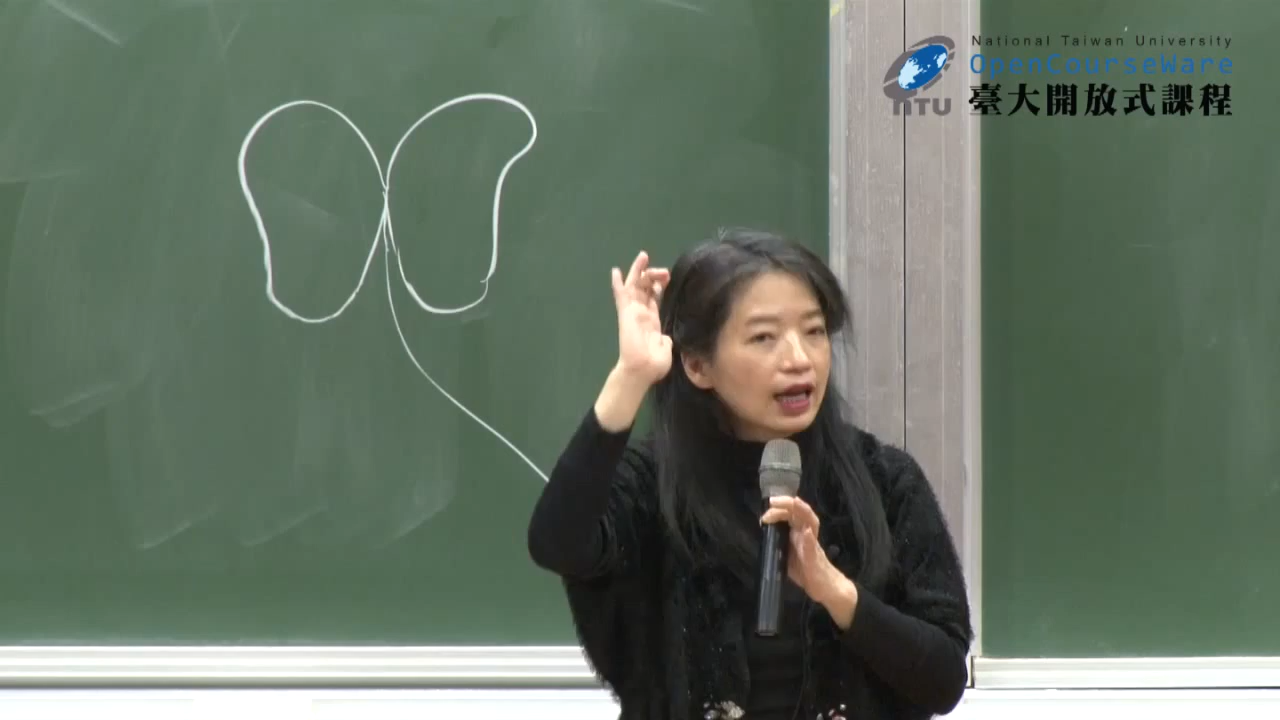 National Taiwan University
OpenCourseWare
臺大開放式課程
NTU